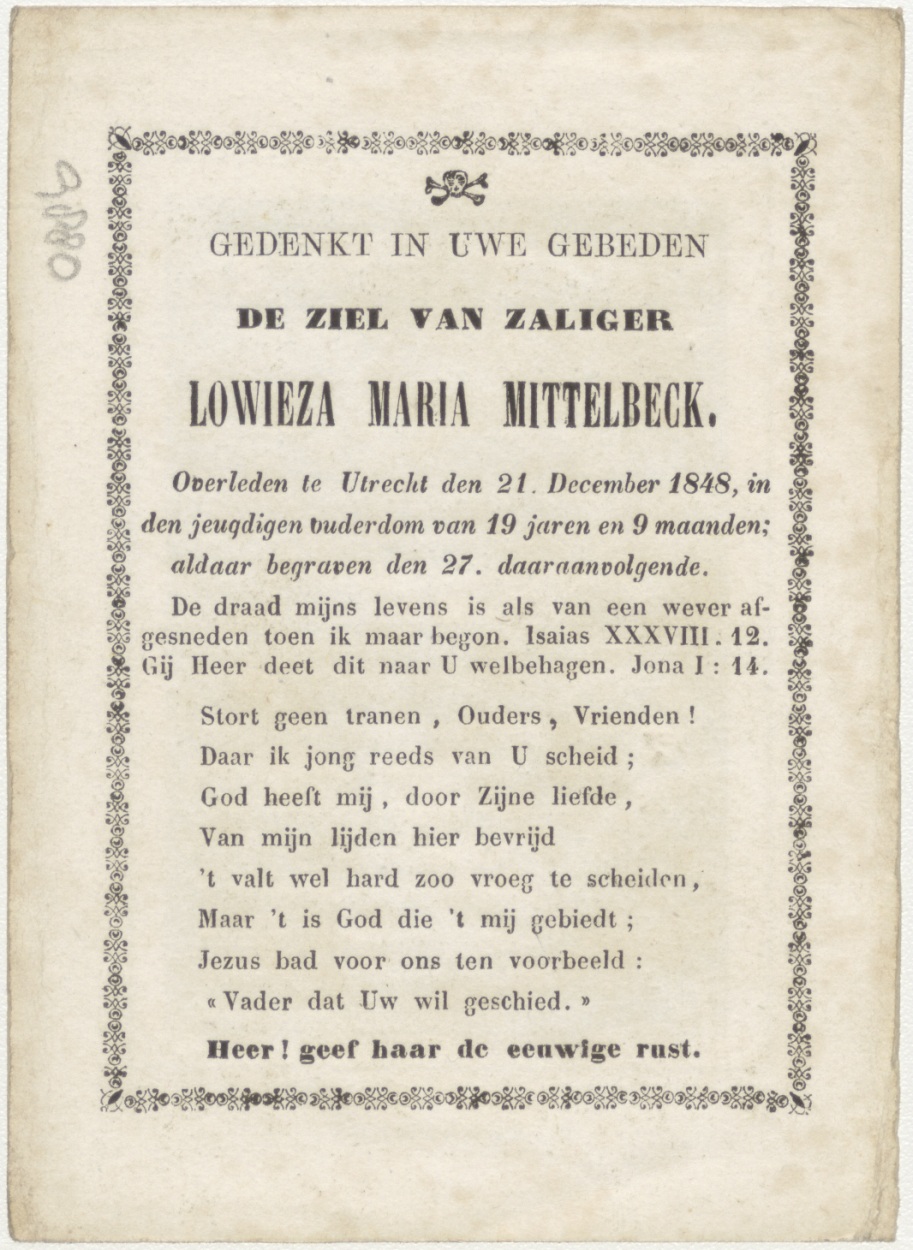 GEDENKT IN UWE GEBEDEN
DE ZIEL VAN ZALIGER
LOWIEZA MARIA MITTELBECK.
Overleden te Utrecht den 21. December 1848, in
den jeugdigen ouderdom van 19 jaren en 9 maanden;
aldaar begraven den 27. daaraanvolgende.
De draad mijns levens is als van een wever af-
gesneden toen ik maar begon. Isaias XXXVIII. 12.
Gij Heer deet dit naar U welbehagen. Jona I : 14.
Stort geen tranen, Ouders, Vrienden!
Daar ik jong reeds van U scheid;
God heeft mij, door Zijne liefde,
Van mijn lijden hier bevrijd
't valt wel hard zoo vroeg te scheiden,
Maar 't is God die 't mij gebiedt;
Jezus bad voor ons ten voorbeeld:
«Vader dat Uw wil geschied.»
Heer! geef haar de eeuwige rust.